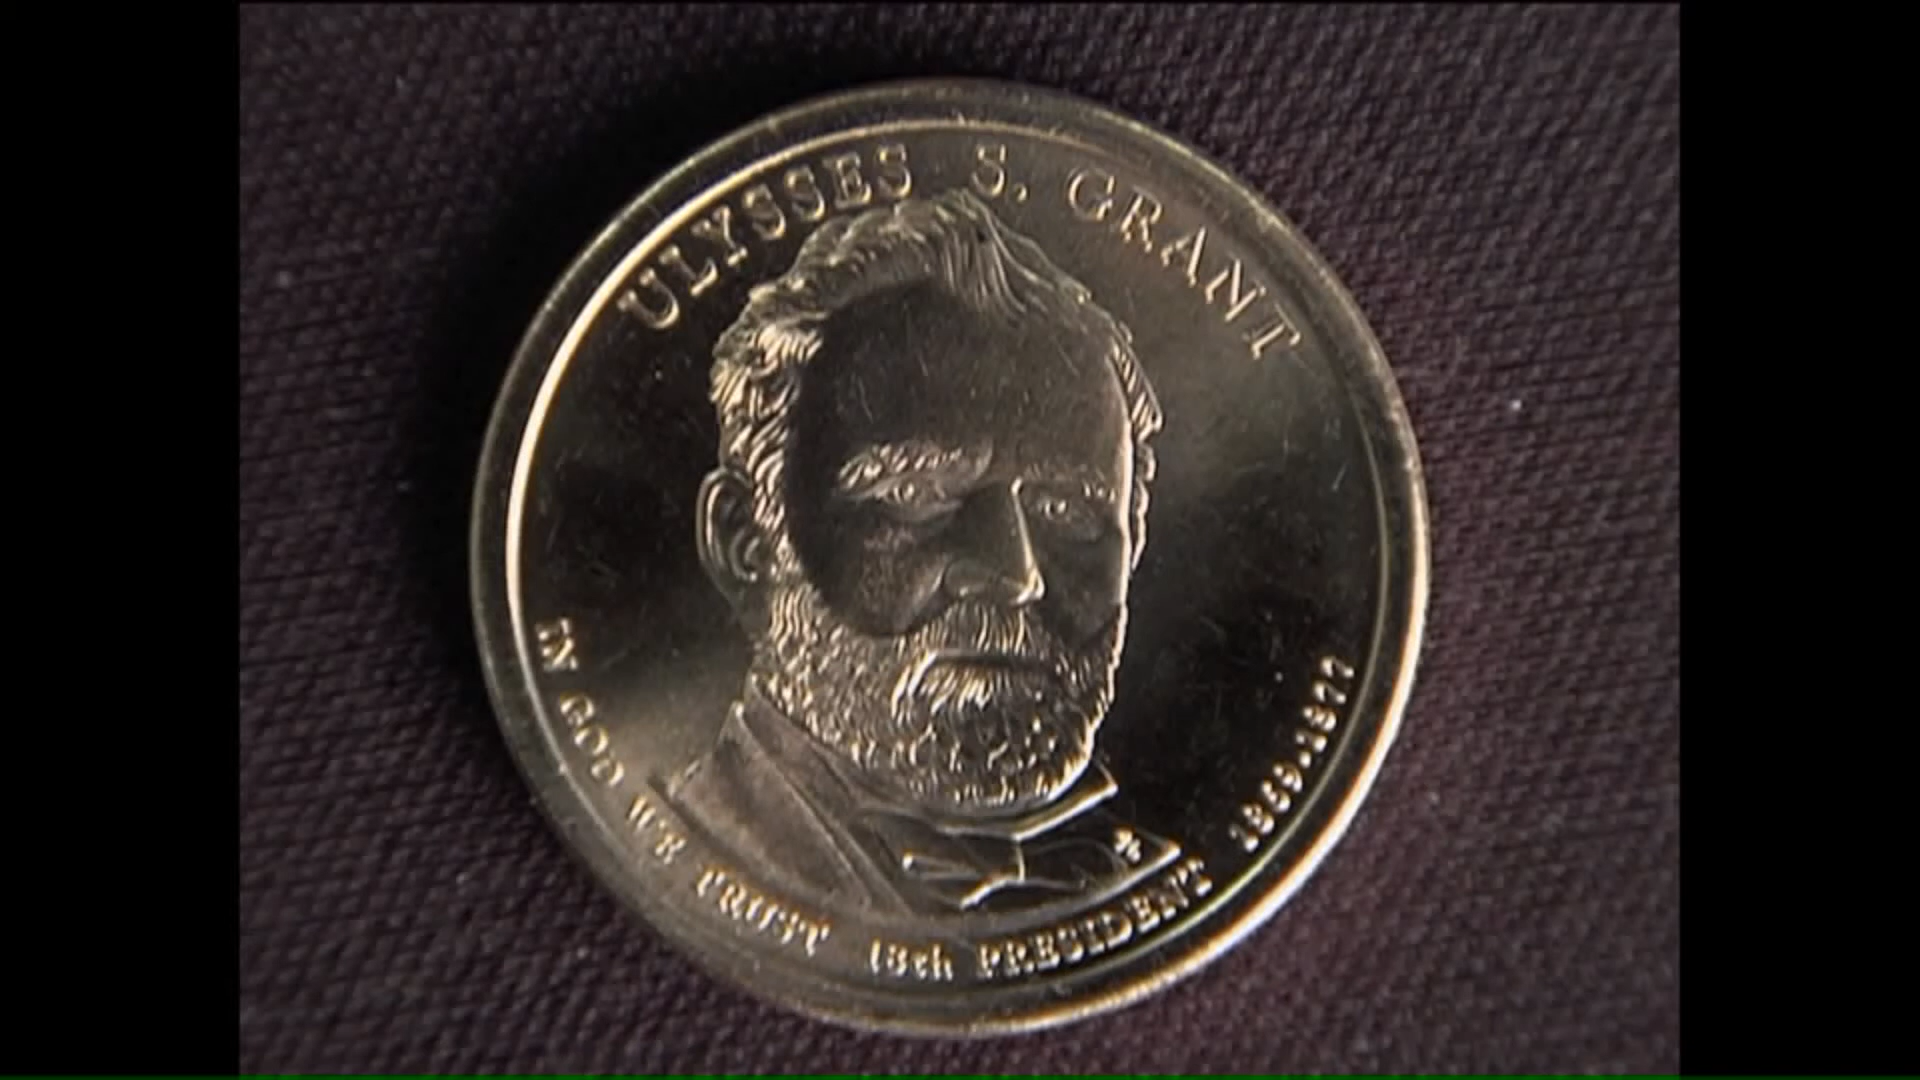 ULYSSES S. GRANT
IN GOD WE TRUST
18th PRESIDENT
1869-1877